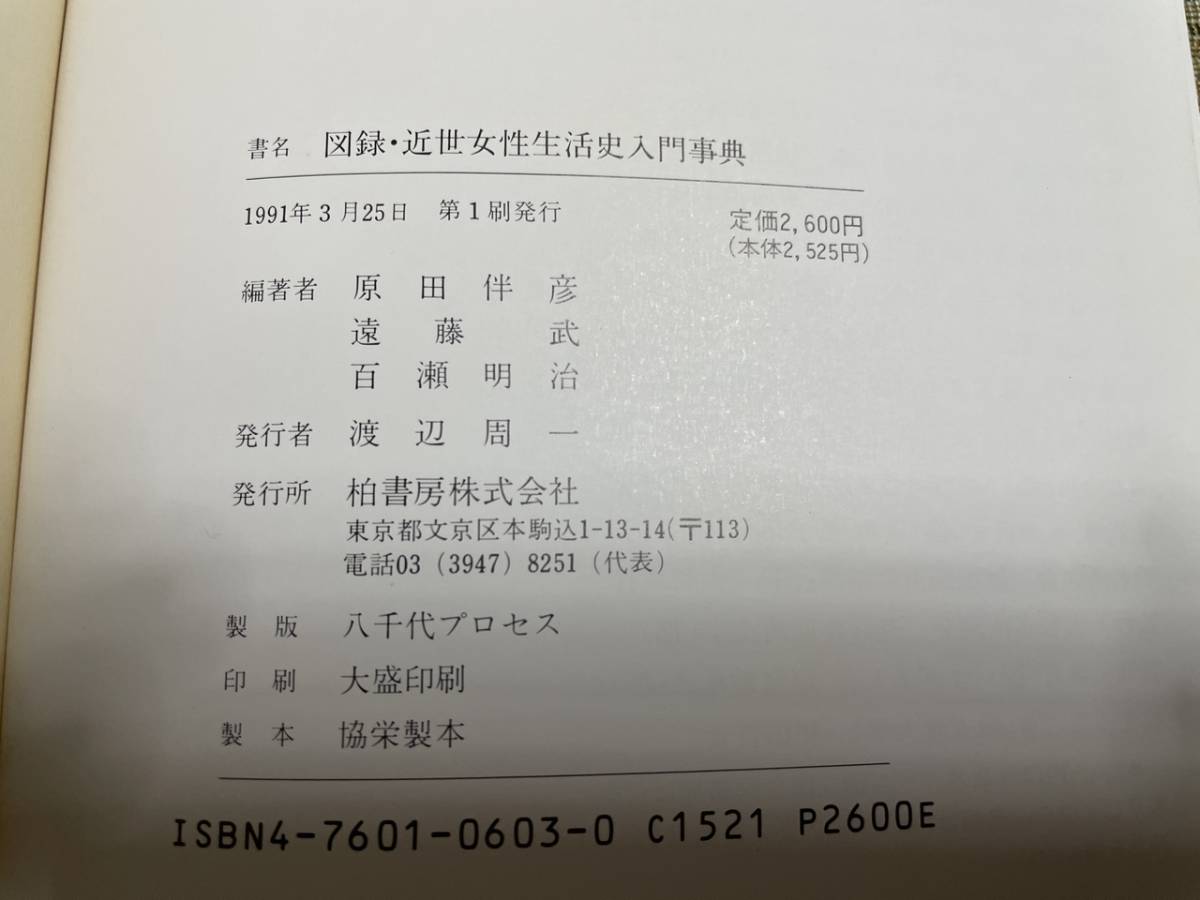 書名 図録・近世女性生活史入門事典
1991年3月25日 第1刷発行 定価2,600円
(本体2,525円)
編著者 原田伴彦
遠藤武
百瀬明治
発行者 渡辺周一
発行所 柏書房株式会社
東京都文京区本駒込1-13-14(〒113)
電話03(3947)8251(代表)
製版 八千代プロセス
印刷 大盛印刷
製本 協栄製本
ISBN4-7601-0603-0 C1521 P2600E